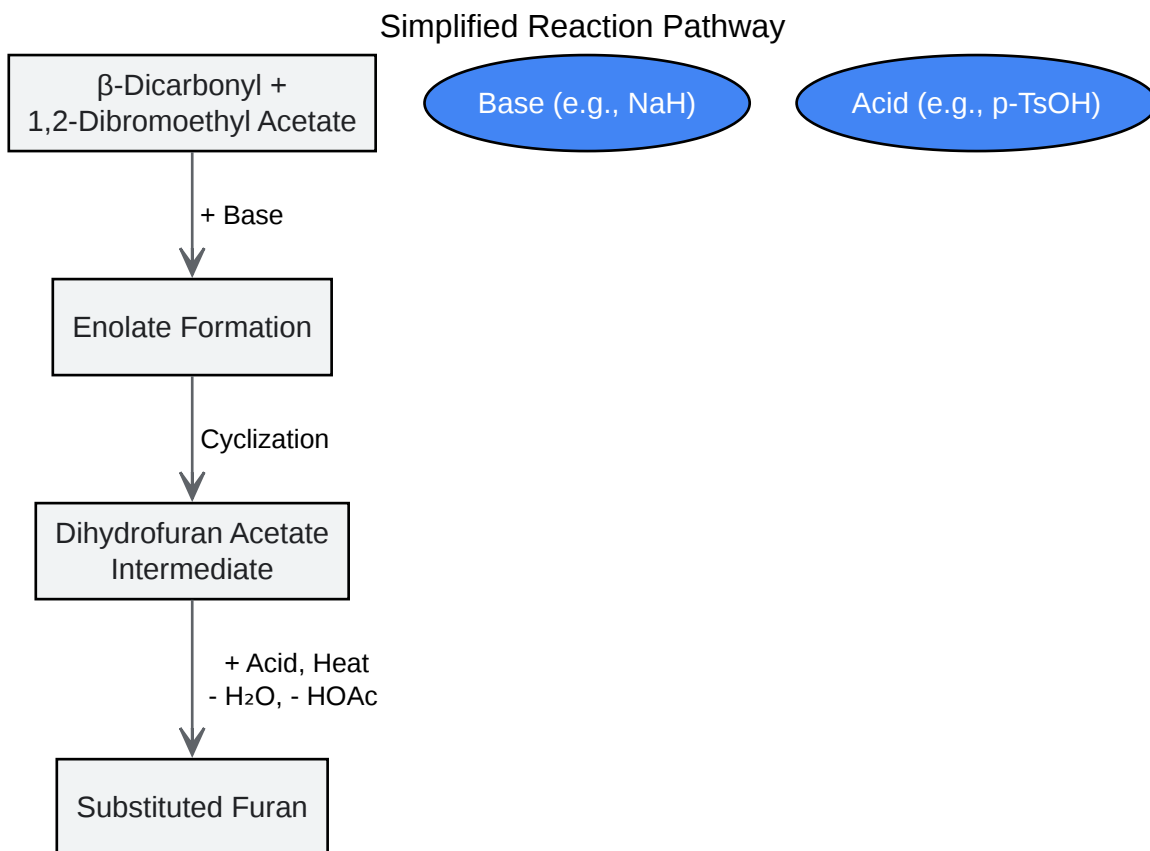 Simplified Reaction Pathway
β-Dicarbonyl +
1,2-Dibromoethyl Acetate
Base (e.g., NaH)
Acid (e.g., p-TsOH)
+ Base
Enolate Formation
Cyclization
Dihydrofuran Acetate
Intermediate
+ Acid, Heat
- H₂O, - HOAc
Substituted Furan